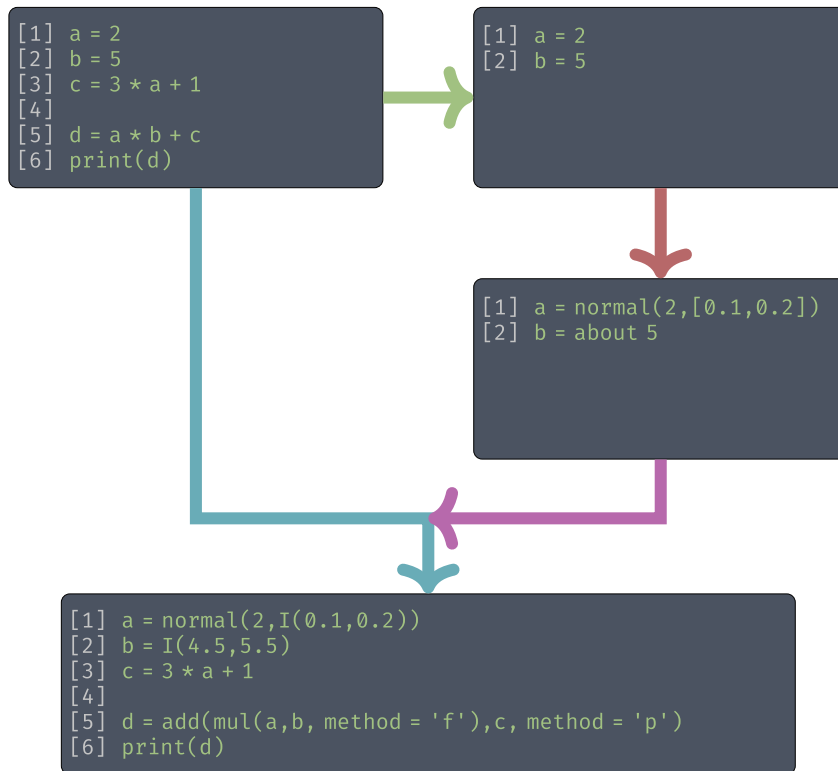 [1] a = 2
[2] b = 5
[3] c = 3 * a + 1
[4]
[5] d = a * b + c
[6] print(d)
[1] a = 2
[2] b = 5
[1] a = normal(2,[0.1,0.2])
[2] b = about 5
[1] a = normal(2,I(0.1,0.2))
[2] b = I(4.5,5.5)
[3] c = 3 * a + 1
[4]
[5] d = add(mul(a,b, method = 'f'),c, method = 'p')
[6] print(d)